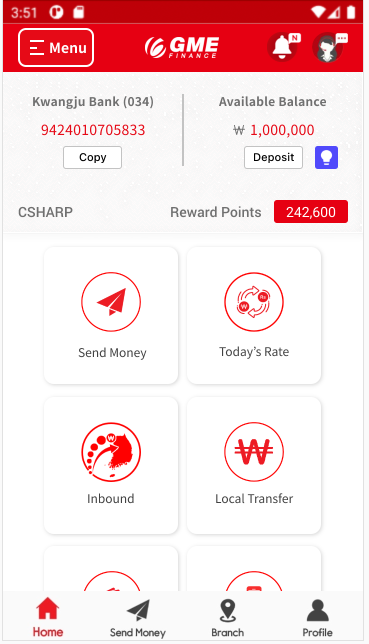 3:51
Menu
GME
FINANCE
N
Kwangju Bank (034)
9424010705833
Copy
Available Balance
₩ 1,000,000
Deposit
CSHARP
Reward Points 242,600
Send Money
Today's Rate
Inbound
Local Transfer
Home
Send Money
Branch
Profile